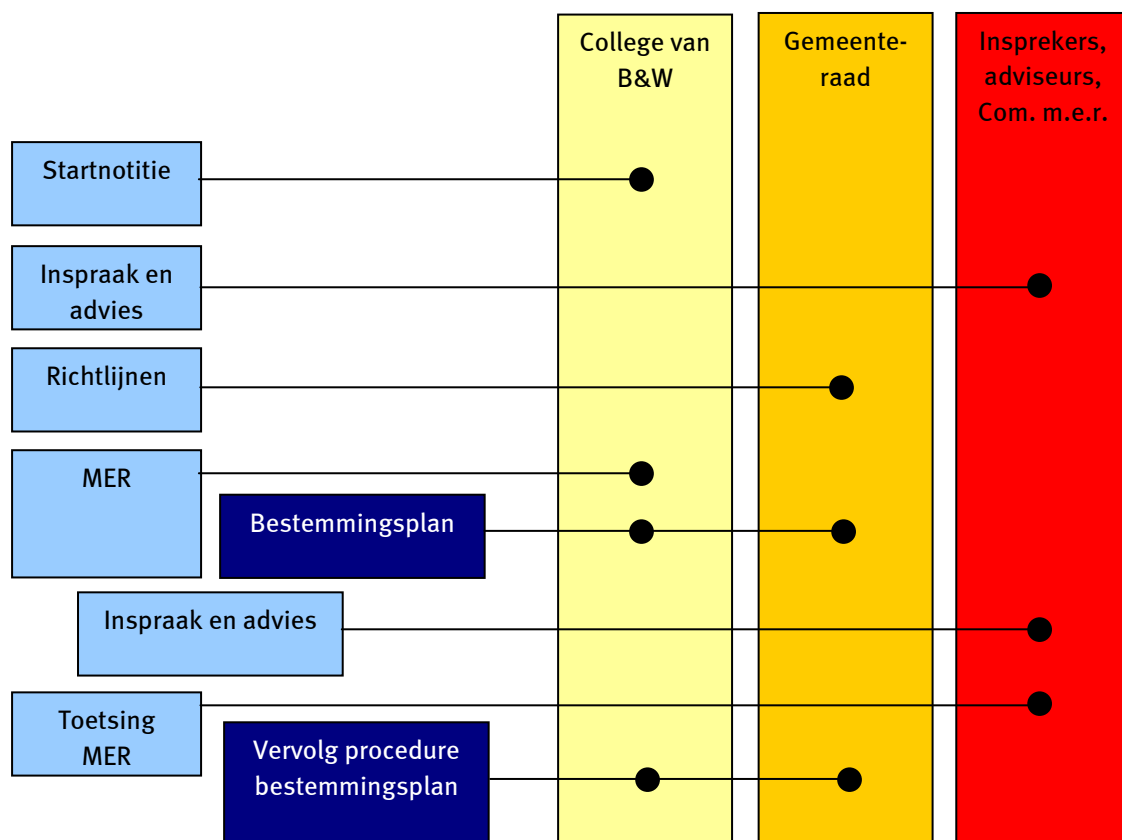 College van
B&W
Gemeente-
raad
Insprekers,
adviseurs,
Com. m.e.r.
Startnotitie
Inspraak en
advies
Richtlijnen
MER
Bestemmingsplan
Inspraak en advies
Toetsing
MER
Vervolg procedure
bestemmingsplan